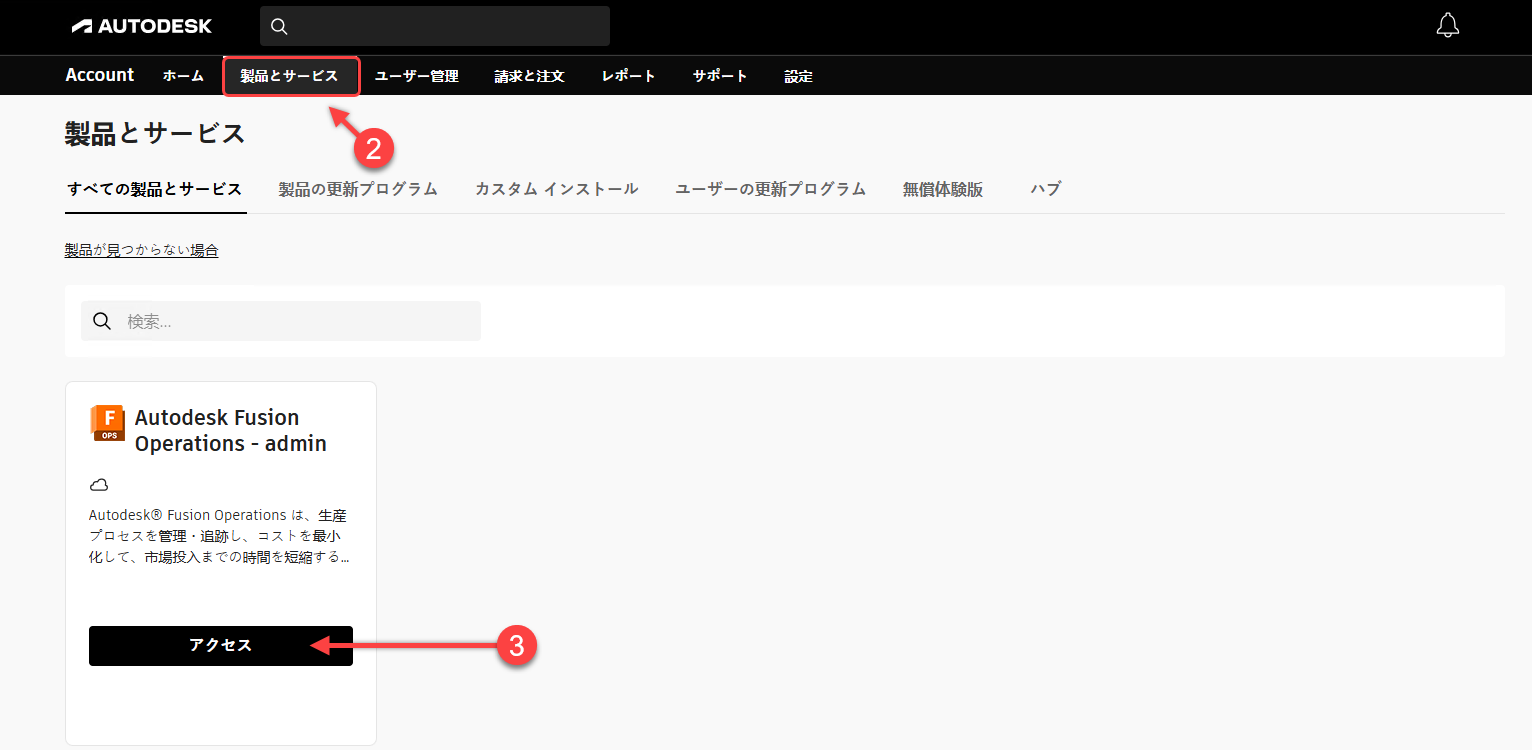 AUTODESK
Account ホーム 製品とサービス ユーザー管理 請求と注文 レポート サポート 設定
2
製品とサービス
すべての製品とサービス 製品の更新プログラム カスタム インストール ユーザーの更新プログラム 無償体験版 ハブ
製品が見つからない場合
検索...
F
OPS
Autodesk Fusion
Operations - admin
Autodesk® Fusion Operations は、生産
プロセスを管理・追跡し、コストを最小
化して、市場投入までの時間を短縮する...
アクセス
3